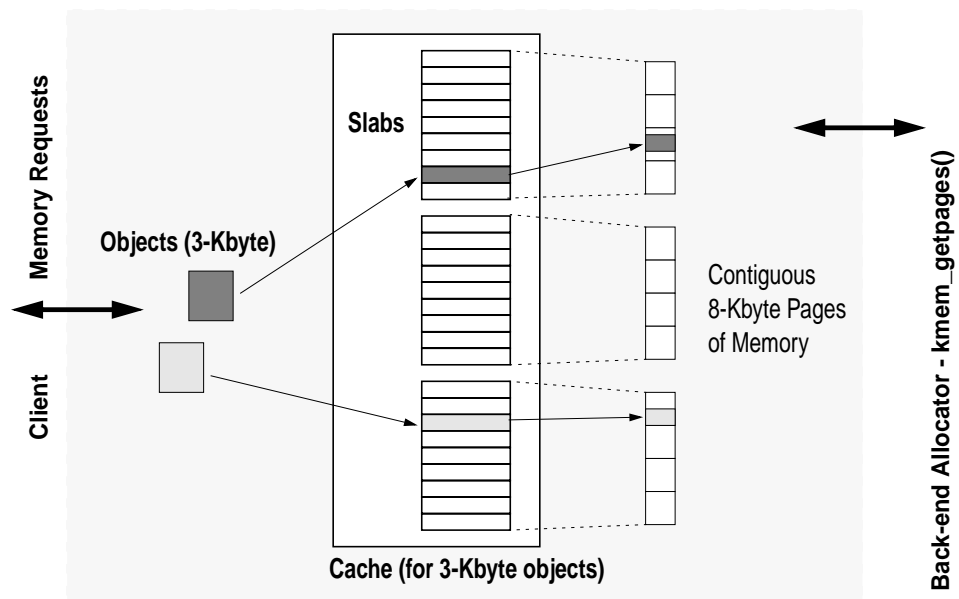 Client Memory Requests
Objects (3-Kbyte)
Slabs
Cache (for 3-Kbyte objects)
Contiguous
8-Kbyte Pages
of Memory
Back-end Allocator - kmem_getpages()